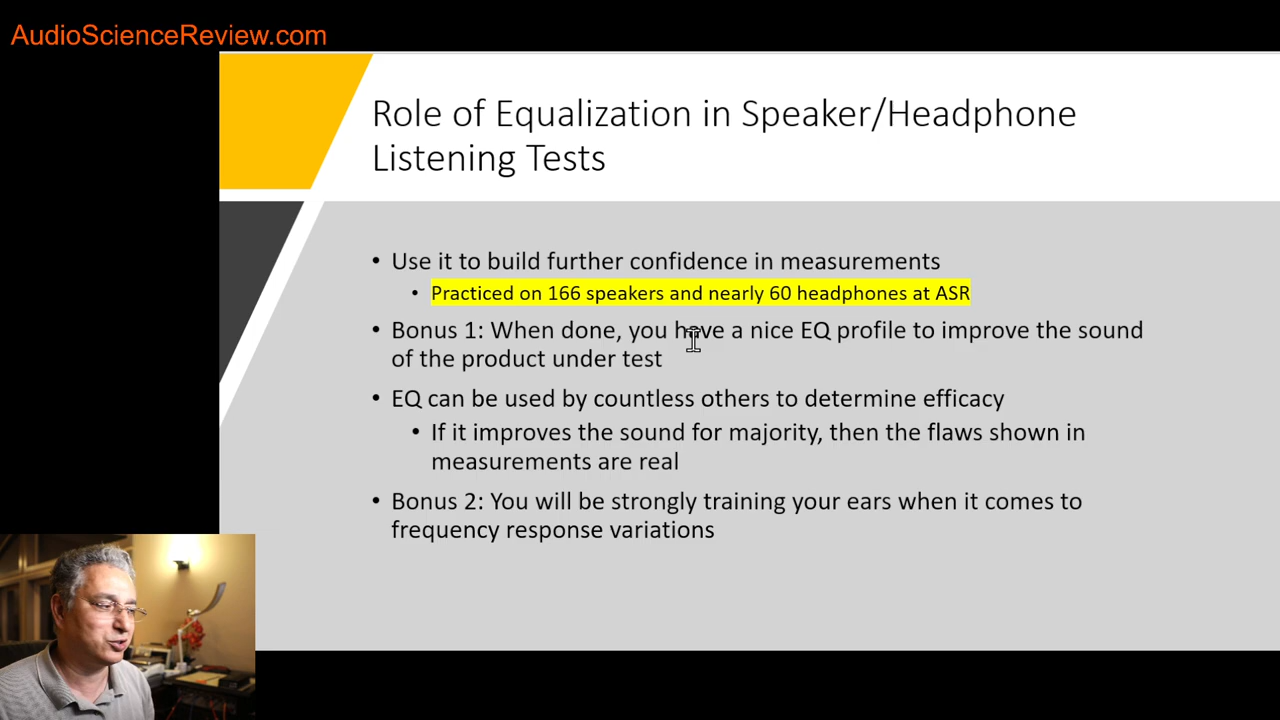 AudioScienceReview.com
Role of Equalization in Speaker/Headphone
Listening Tests
• Use it to build further confidence in measurements
• Practiced on 166 speakers and nearly 60 headphones at ASR
• Bonus 1: When done, you have a nice EQ profile to improve the sound
of the product under test
• EQ can be used by countless others to determine efficacy
• If it improves the sound for majority, then the flaws shown in
measurements are real
• Bonus 2: You will be strongly training your ears when it comes to
frequency response variations